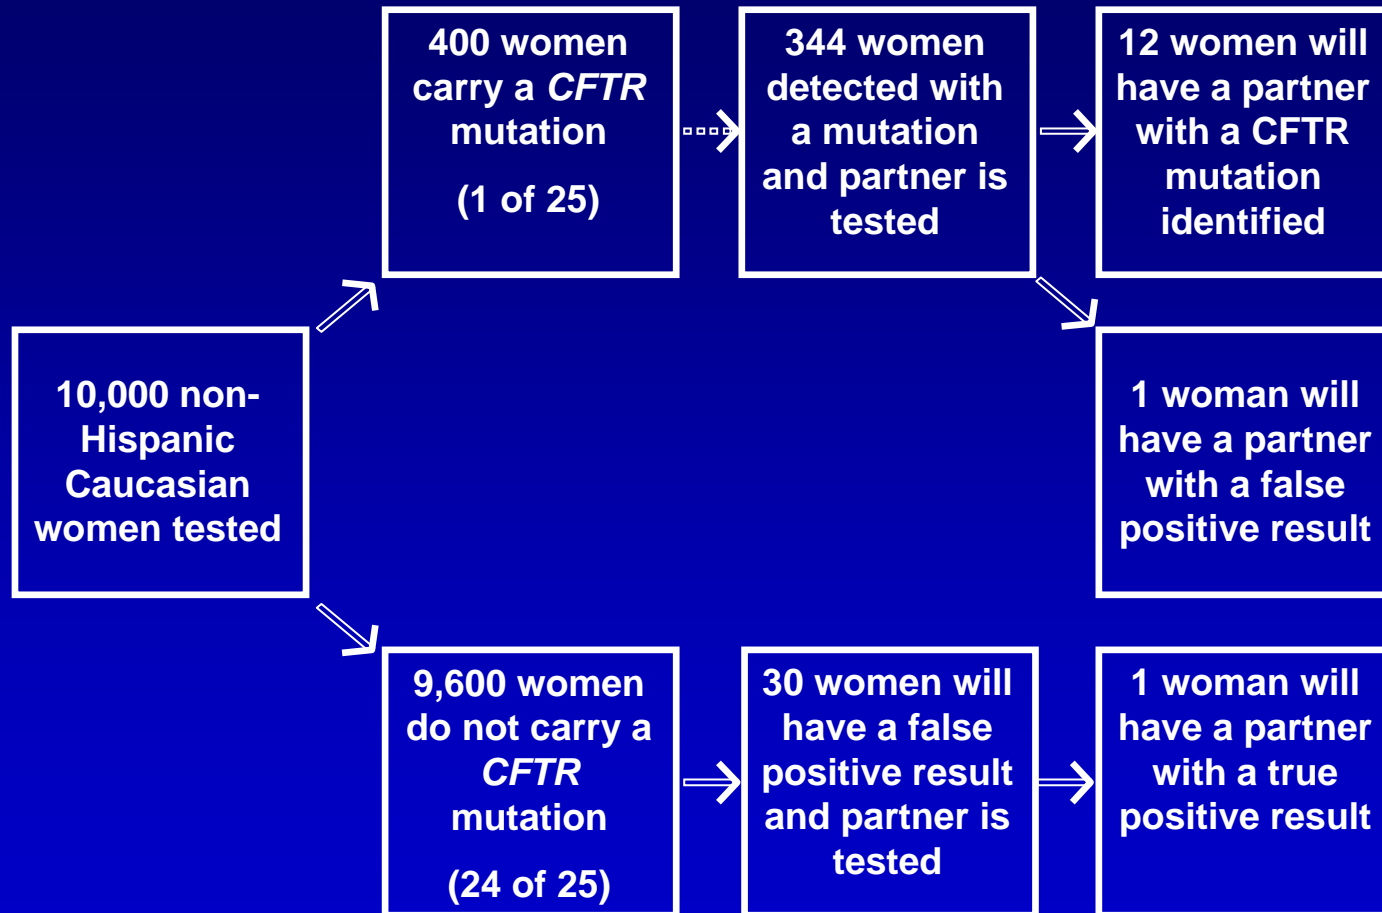 400 women
carry a CFTR
mutation
(1 of 25)
344 women
detected with
a mutation
and partner is
tested
12 women will
have a partner
with a CFTR
mutation
identified
10,000 non-
Hispanic
Caucasian
women tested
1 woman will
have a partner
with a false
positive result
9,600 women
do not carry a
CFTR
mutation
(24 of 25)
30 women will
have a false
positive result
and partner is
tested
1 woman will
have a partner
with a true
positive result